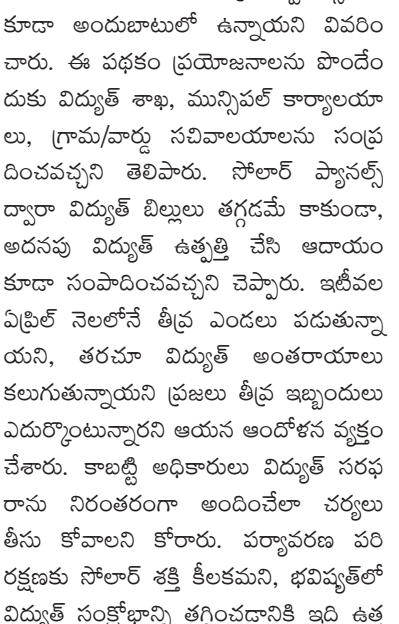 కూడా అందుబాటులో ఉన్నాయని వివరిం
చారు. ఈ పథకం ప్రయోజనాలను పొందేం
దుకు విద్యుత్ శాఖ, మున్సిపల్ కార్యాలయా
లు, గ్రామ/వార్డు సచివాలయాలను సంప్ర
దించవచ్చని తెలిపారు. సోలార్ ప్యానల్స్
ద్వారా విద్యుత్ బిల్లులు తగ్గడమే కాకుండా,
అదనపు విద్యుత్ ఉత్పత్తి చేసి ఆదాయం
కూడా సంపాదించవచ్చని చెప్పారు. ఇటీవల
ఏప్రిల్ నెలలోనే తీవ్ర ఎండలు పడుతున్నా
యని, తరచూ విద్యుత్ అంతరాయాలు
కలుగుతున్నాయని ప్రజలు తీవ్ర ఇబ్బందులు
ఎదుర్కొంటున్నారని ఆయన ఆందోళన వ్యక్తం
చేశారు. కాబట్టి అధికారులు విద్యుత్ సరఫ
రాను నిరంతరంగా అందించేలా చర్యలు
తీసు కోవాలని కోరారు. పర్యావరణ పరి
రక్షణకు సోలార్ శక్తి కీలకమని, భవిష్యత్‌లో
విద్యుత్ సంక్షోభాన్ని తగ్గించడానికి ఇది ఉత్త